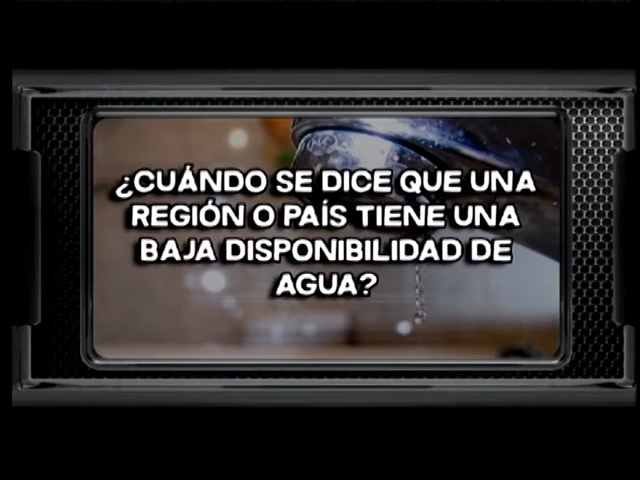 ¿CUÁNDO SE DICE QUE UNA
REGIÓN O PAÍS TIENE UNA
BAJA DISPONIBILIDAD DE
AGUA?